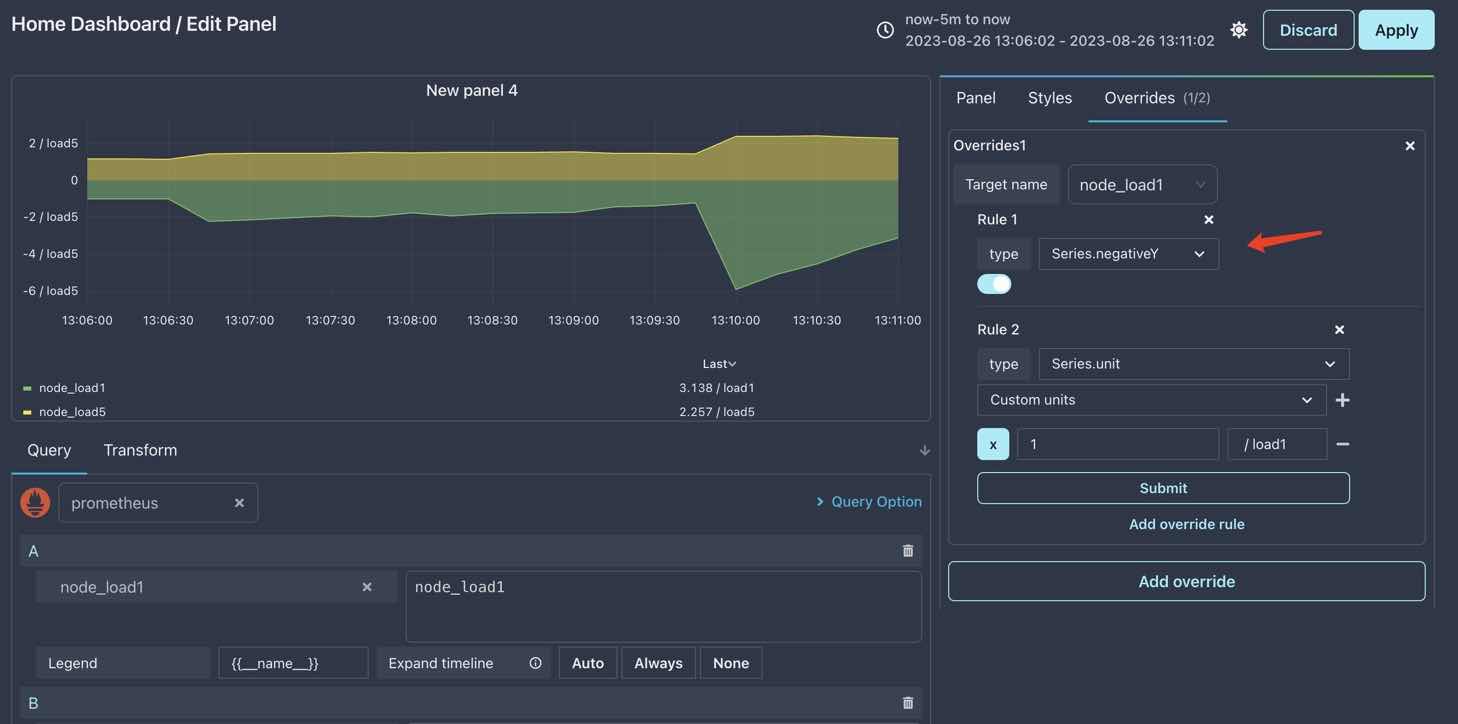 Home Dashboard / Edit Panel
now-5m to now
2023-08-26 13:06:02 - 2023-08-26 13:11:02
Discard
Apply
New panel 4
2 / load5
0
-2 / load5
-4 / load5
-6 / load5
13:06:00 13:06:30 13:07:00 13:07:30 13:08:00 13:08:30 13:09:00 13:09:30 13:10:00 13:10:30 13:11:00
Last
node_load1 3.138 / load1
node_load5 2.257 / load5
Query Transform
prometheus
Query Option
A
node_load1
node_load1
Legend {{__name__}} Expand timeline Auto Always None
B
Panel Styles Overrides (1/2)
Overrides1
Target name node_load1
Rule 1
type Series.negativeY
Rule 2
type Series.unit
Custom units
x 1 / load1
Submit
Add override rule
Add override